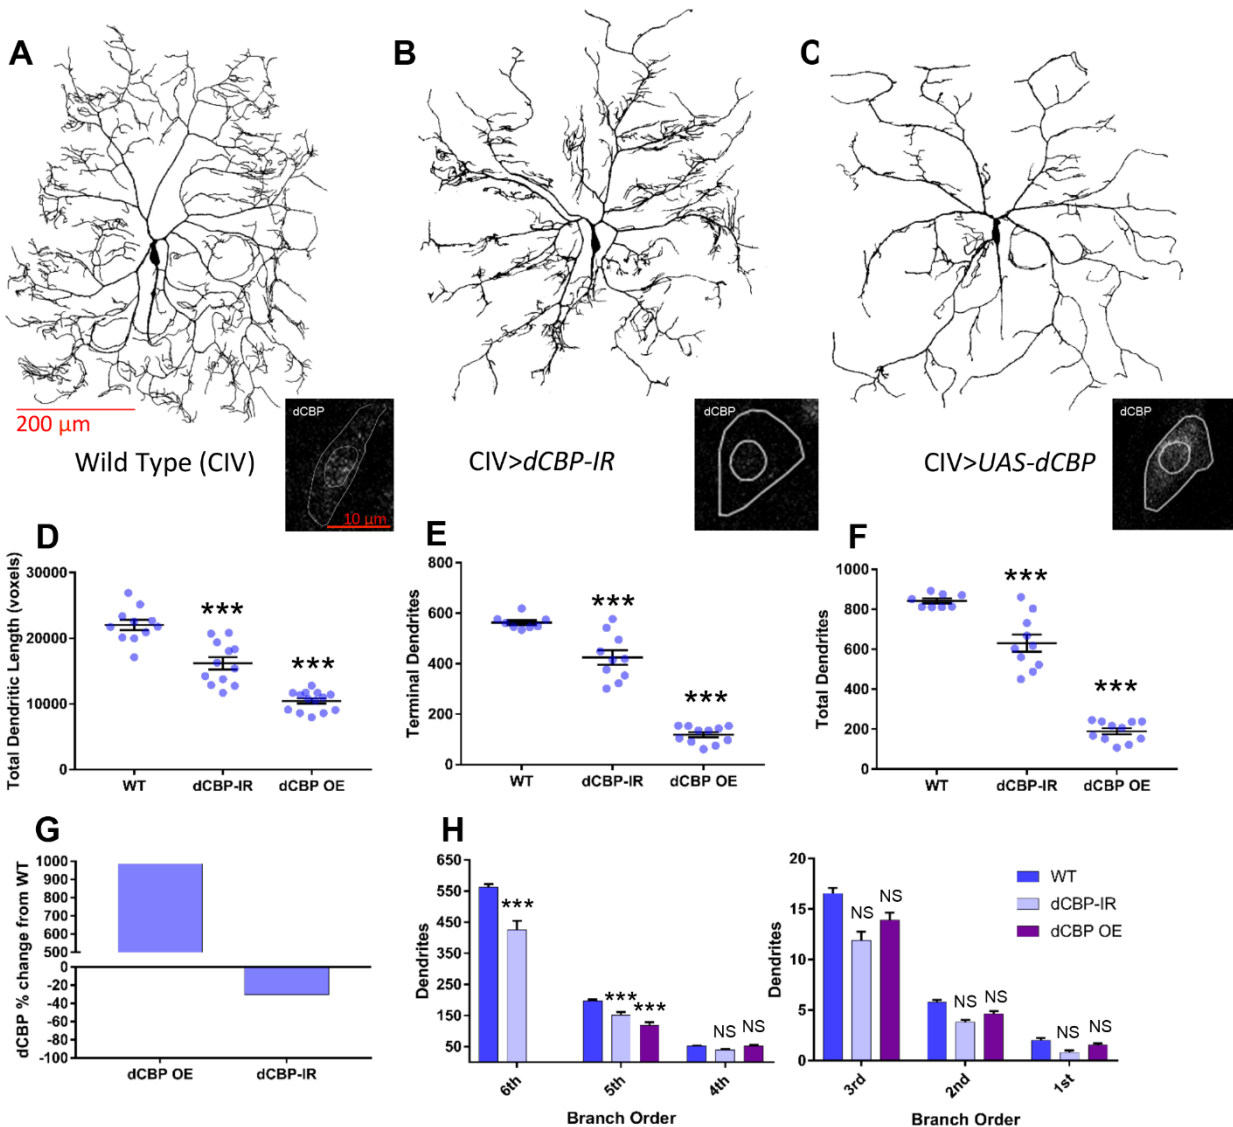 A
B
C
200 µm
dCBP
10 µm
dCBP
dCBP
Wild Type (CIV)
CIV>dCBP-IR
CIV>UAS-dCBP
D
Total Dendritic Length (voxels)
30000
20000
10000
0
***
***
WT
dCBP-IR
dCBP OE
E
Terminal Dendrites
800
600
400
200
0
***
***
WT
dCBP-IR
dCBP OE
F
Total Dendrites
1000
800
600
400
200
0
***
***
WT
dCBP-IR
dCBP OE
G
dCBP % change from WT
1000
900
800
700
600
500
0
-20
-40
-60
-80
-100
dCBP OE
dCBP-IR
H
Dendrites
650
550
450
350
250
150
50
***
***
***
NS
NS
6th
5th
4th
Branch Order
Dendrites
20
15
10
5
0
NS
NS
NS
NS
NS
NS
3rd
2nd
1st
Branch Order
WT
dCBP-IR
dCBP OE